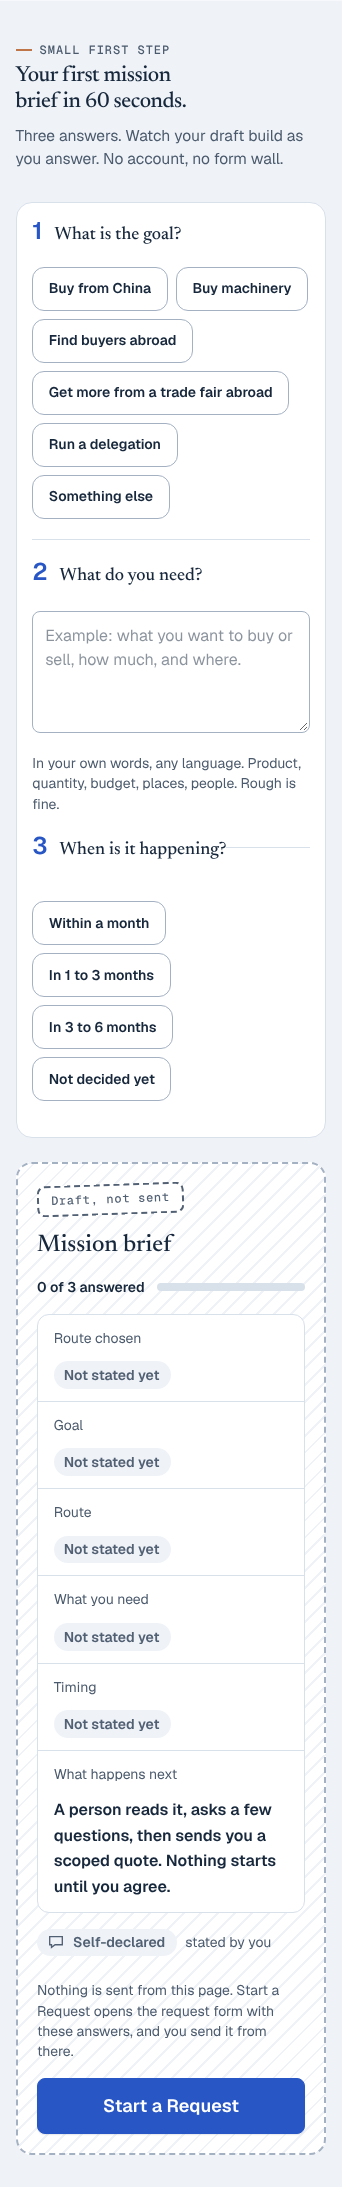 SMALL FIRST STEP
Your first mission
brief in 60 seconds.
Three answers. Watch your draft build as
you answer. No account, no form wall.
1 What is the goal?
Buy from China
Buy machinery
Find buyers abroad
Get more from a trade fair abroad
Run a delegation
Something else
2 What do you need?
Example: what you want to buy or
sell, how much, and where.
In your own words, any language. Product,
quantity, budget, places, people. Rough is
fine.
3 When is it happening?
Within a month
In 1 to 3 months
In 3 to 6 months
Not decided yet
Draft, not sent
Mission brief
0 of 3 answered
Route chosen
Not stated yet
Goal
Not stated yet
Route
Not stated yet
What you need
Not stated yet
Timing
Not stated yet
What happens next
A person reads it, asks a few
questions, then sends you a
scoped quote. Nothing starts
until you agree.
Self-declared stated by you
Nothing is sent from this page. Start a
Request opens the request form with
these answers, and you send it from
there.
Start a Request